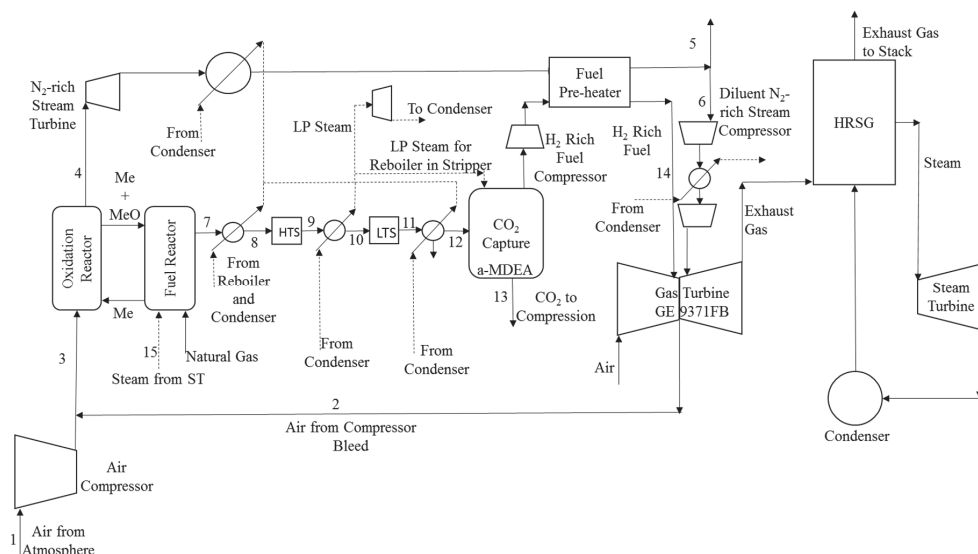 5
Exhaust Gas
to Stack
N2-rich
Stream
Turbine
From
Condenser
LP Steam
To Condenser
Fuel
Pre-heater
6
Diluent N2-
rich Stream
Compressor
HRSG
Steam
4
Me
+
MeO
LP Steam for
Reboiler in Stripper
H2 Rich
Fuel
Compressor
H2 Rich
Fuel
14
From
Condenser
Exhaust
Gas
Oxidation
Reactor
Fuel Reactor
7
8
HTS
9
10
LTS
11
12
CO2
Capture
a-MDEA
From
Reboiler
and
Condenser
Me
13
CO2 to
Compression
Gas Turbine
GE 9371FB
Steam
Turbine
3
15
Natural Gas
Steam from ST
From
Condenser
From
Condenser
Air
2
Air from Compressor
Bleed
Condenser
Air
Compressor
1
Air from
Atmosphere